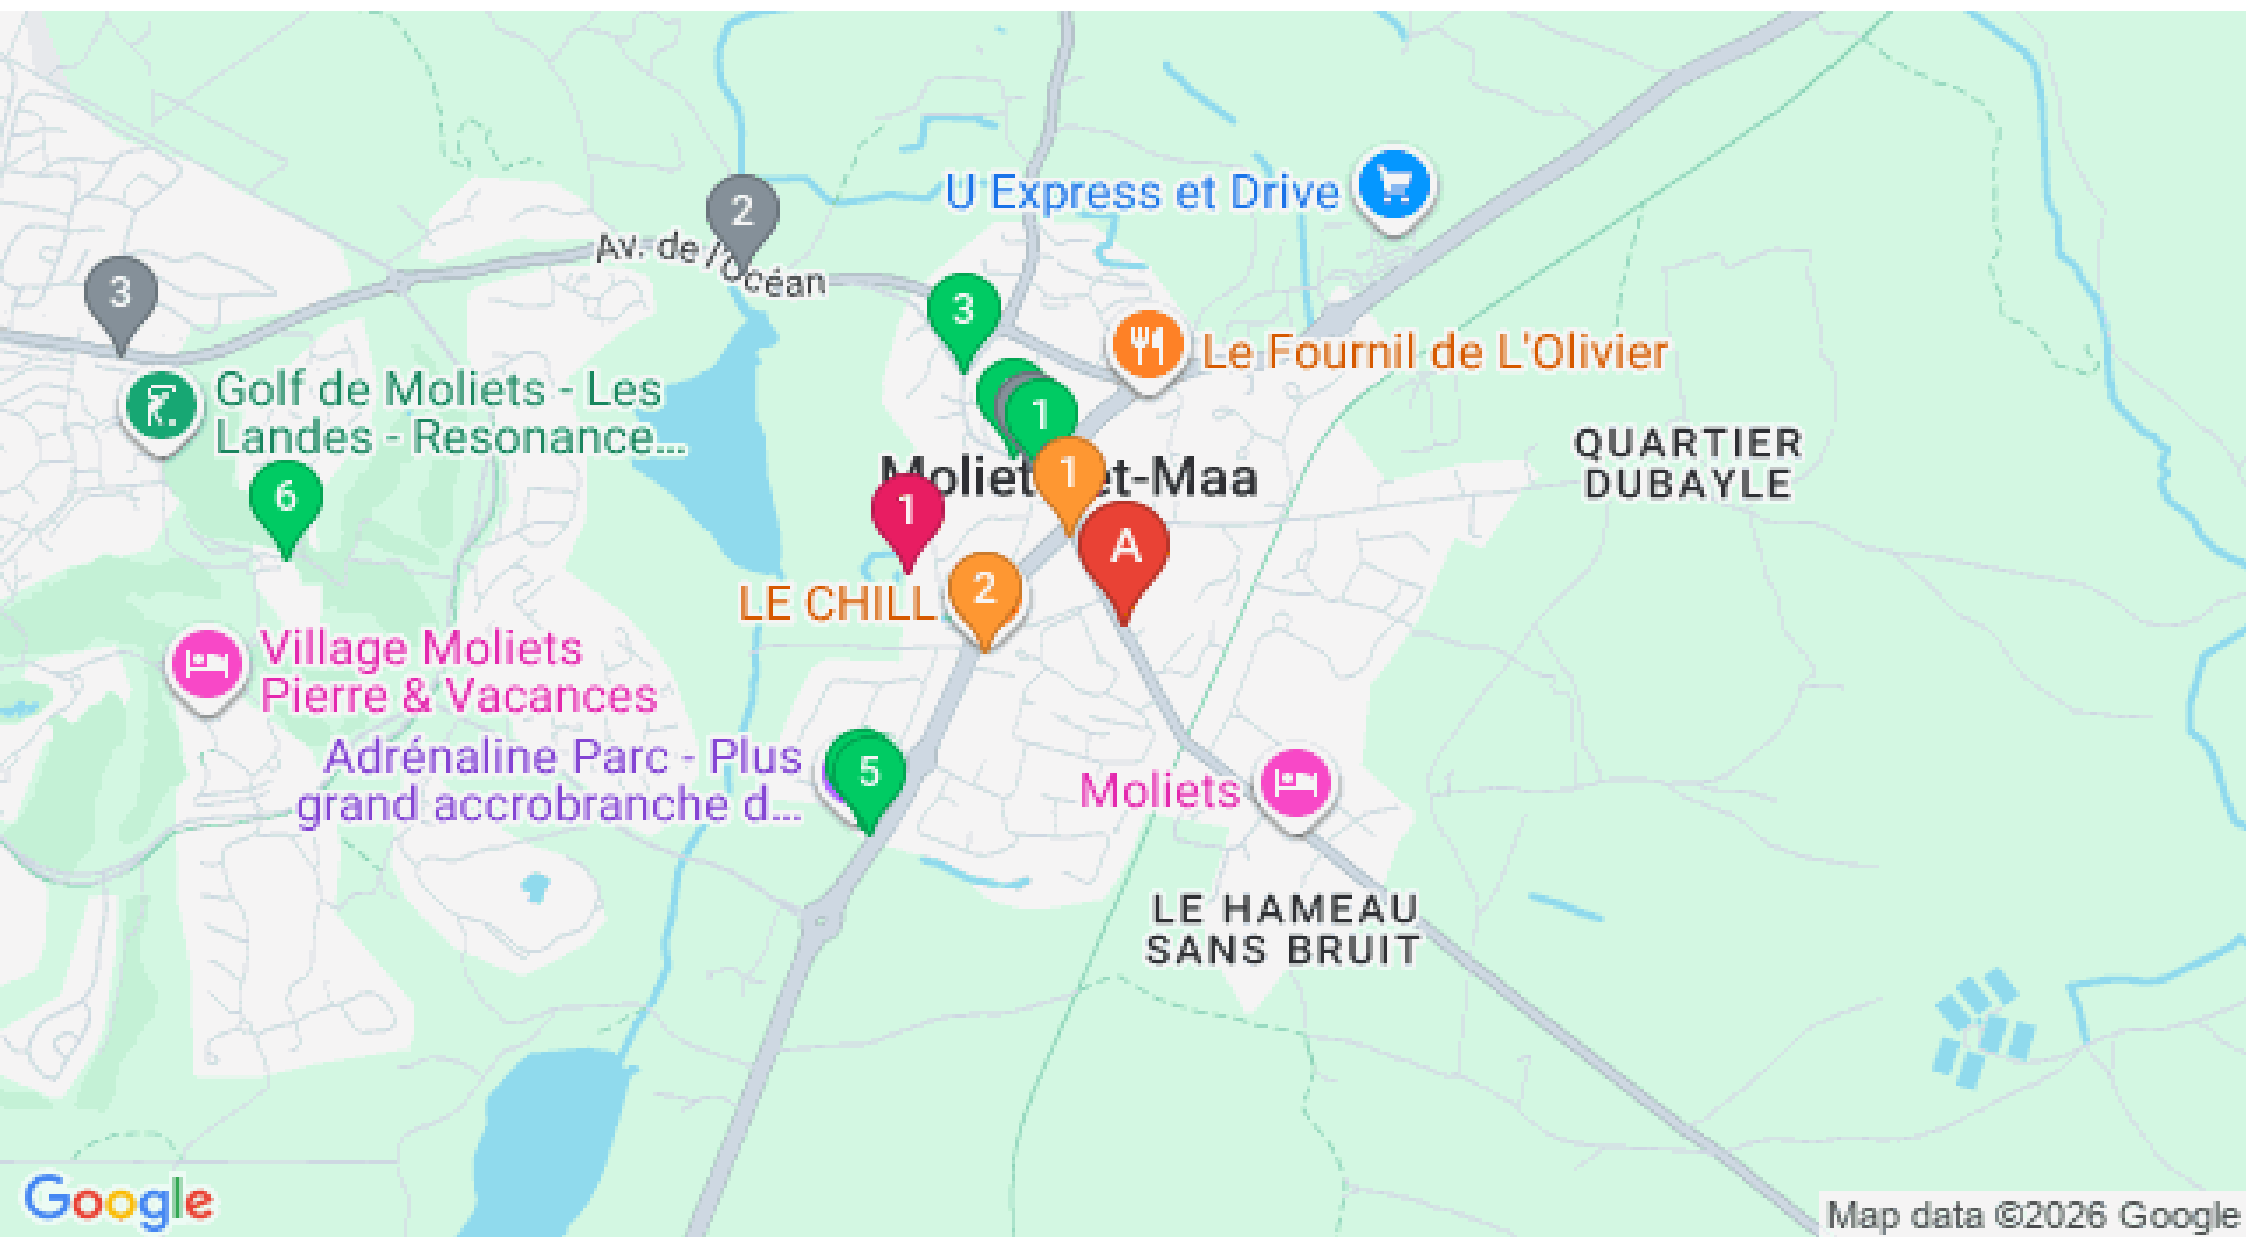 U Express et Drive
2
Av. de l'Océan
3
3
Le Fournil de L'Olivier
Golf de Moliets - Les
Landes - Resonance...
1
QUARTIER
DUBAYLE
1
6
1
A
2
LE CHILL
Village Moliets
Pierre & Vacances
Adrénaline Parc - Plus
grand accrobranche d...
5
Moliets
LE HAMEAU
SANS BRUIT
Google
Map data ©2026 Google